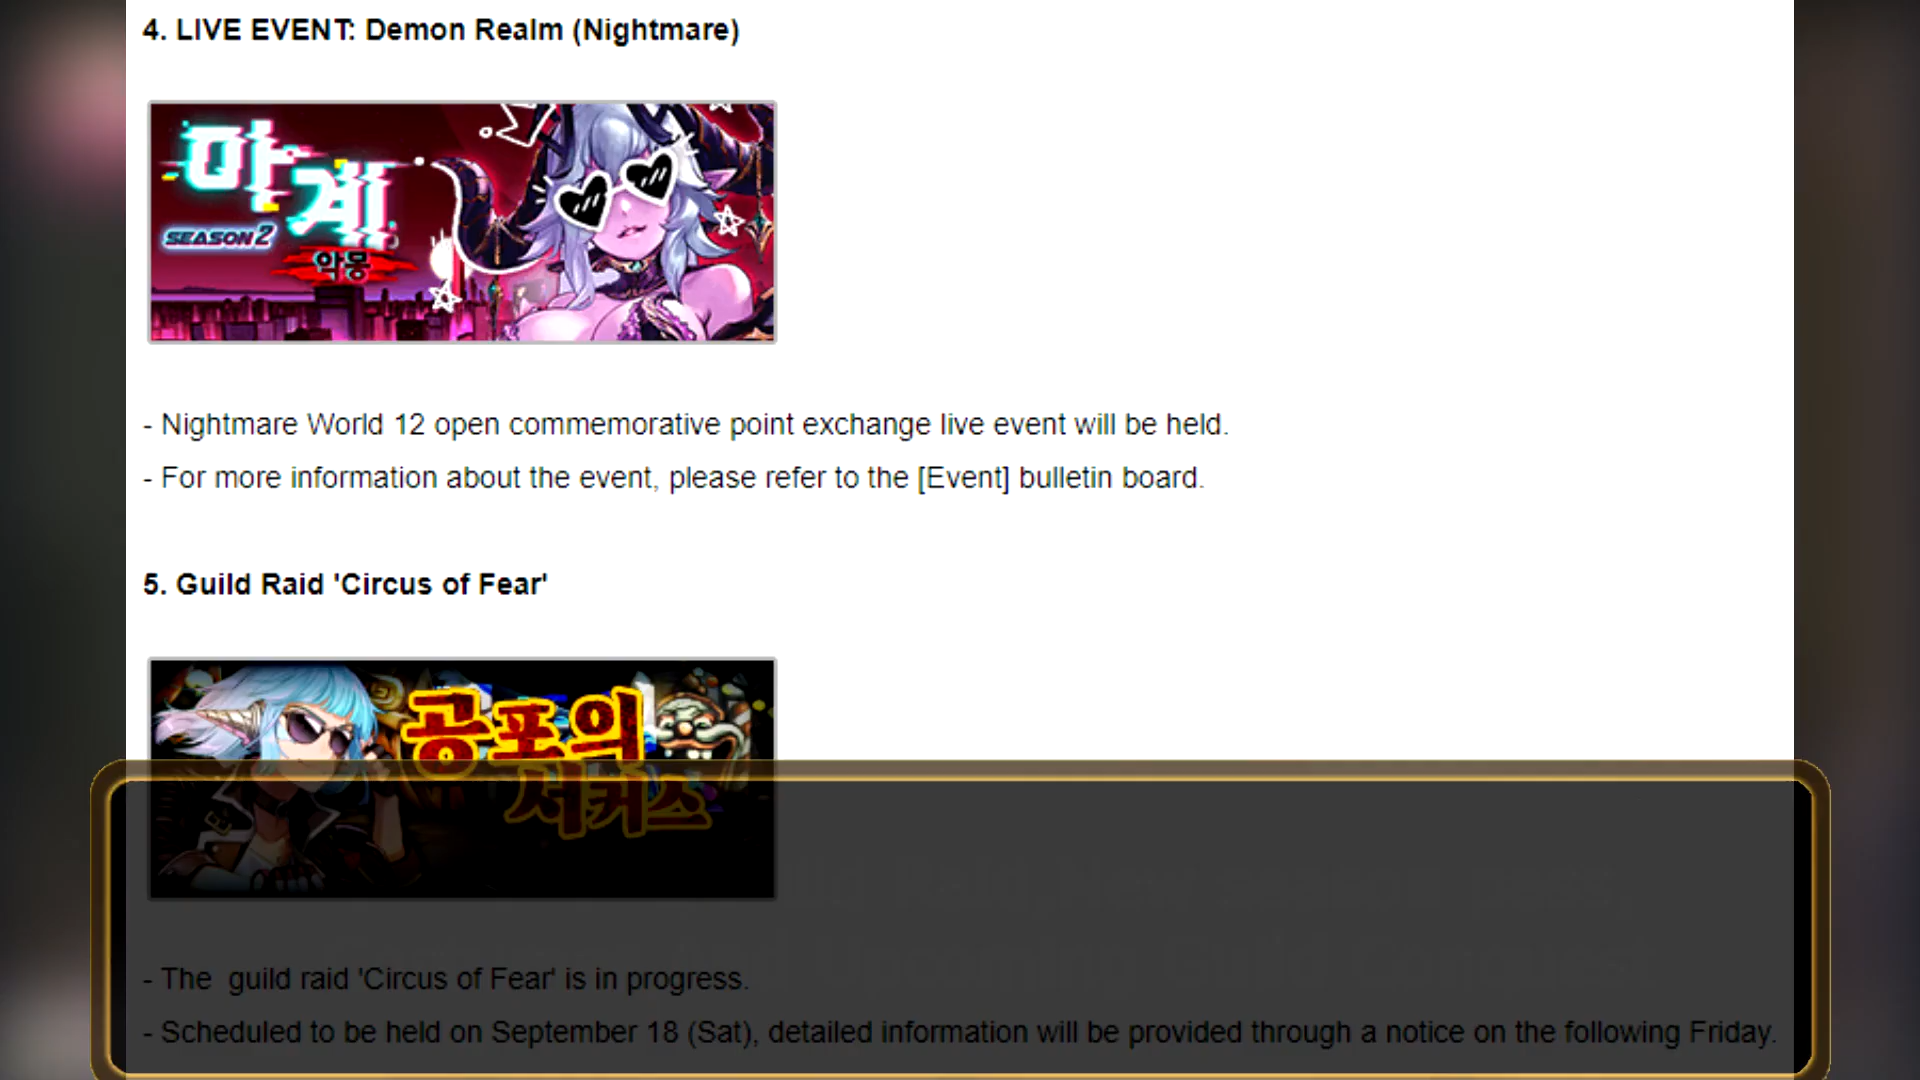 4. LIVE EVENT: Demon Realm (Nightmare)
마계
SEASON 2
악몽
- Nightmare World 12 open commemorative point exchange live event will be held.
- For more information about the event, please refer to the [Event] bulletin board.
5. Guild Raid 'Circus of Fear'
공포의
서커스
- The  guild raid 'Circus of Fear' is in progress.
- Scheduled to be held on September 18 (Sat), detailed information will be provided through a notice on the following Friday.